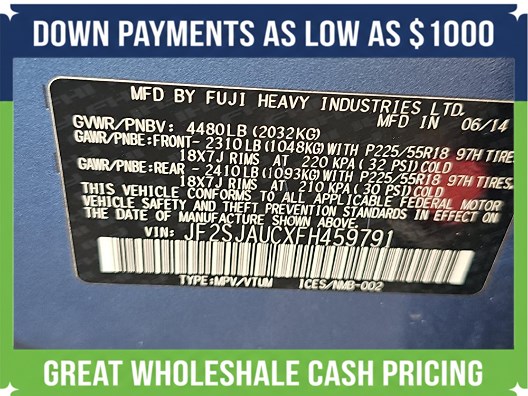 DOWN PAYMENTS AS LOW AS $1000
MFD BY FUJI HEAVY INDUSTRIES LTD.
GVWR/PNBV: 4480LB(2032KG) MFD IN 06/14
GAWR/PNBE:FRONT- 2310LB(1048KG)WITH P225/55R18 97H TIRES
18X7J RIMS AT 220 KPA(32 PSI)COLD
GAWR/PNBE:REAR - 2410LB(1093KG)WITH P225/55R18 97H TIRES,
18X7J RIMS AT 210 KPA(30 PSI)COLD
THIS VEHICLE CONFORMS TO ALL APPLICABLE FEDERAL MOTOR
VEHICLE SAFETY AND THEFT PREVENTION STANDARDS IN EFFECT ON
THE DATE OF MANUFACTURE SHOWN ABOVE.
VIN: JF2SJAUCXFH459791
TYPE:MPV/VTUM ICES/NMB-002
GREAT WHOLESHALE CASH PRICING